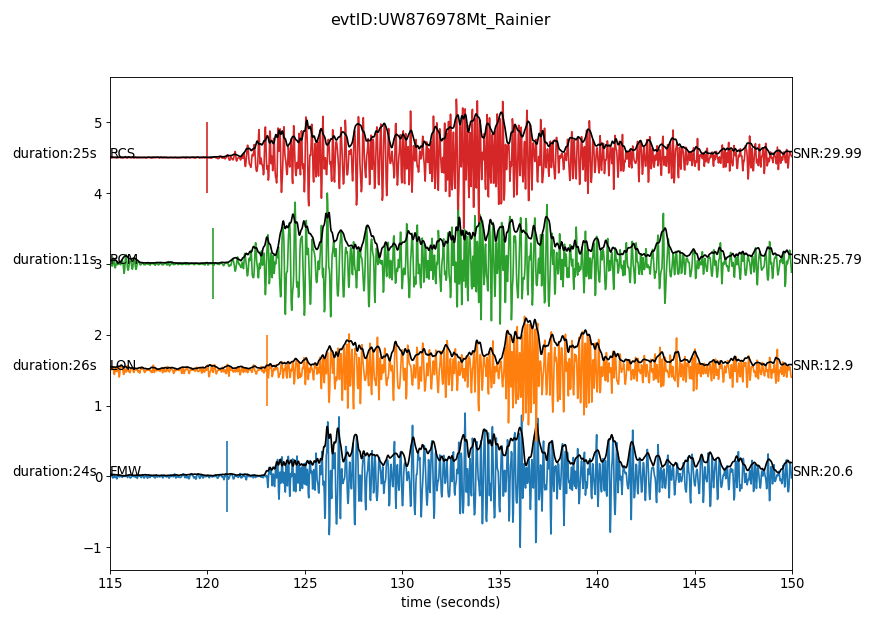 evtID:UW876978Mt_Rainier
5
duration:25s RCS SNR:29.99
4
duration:11s RCM SNR:25.79
3
2
duration:26s LON SNR:12.9
1
duration:24s FMW SNR:20.6
0
−1
115 120 125 130 135 140 145 150
time (seconds)